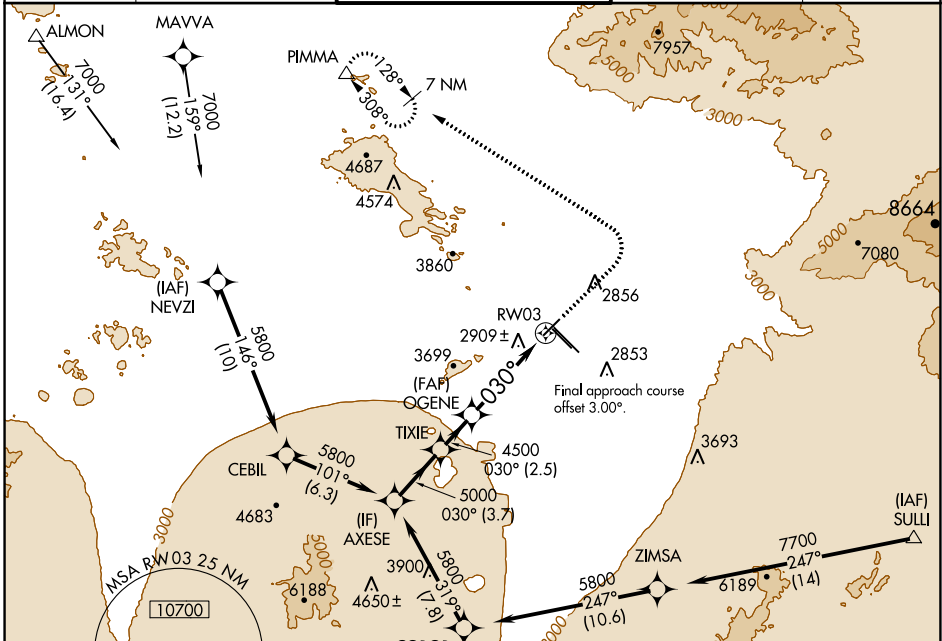 ALMON
7000
131°
(16.4)
MAVVA
7000
159°
(12.2)
PIMMA
128°
308°
7 NM
7957
5000
3000
4687
4574
3860
8664
5000
7080
3000
(IAF)
NEVZI
5800
146°
(10)
2856
RW03
2909±
2853
3699
(FAF)
OGENE
030°
Final approach course
offset 3.00°.
TIXIE
4500
030° (2.5)
CEBIL
5800
101°
(6.3)
5000
030° (3.7)
3693
4683
(IF)
AXESE
3000
5000
6188
4650±
3900
5800
319°
(7.8)
MSA RW03 25 NM
10700
ZIMSA
5800
247°
(10.6)
6189
7700
247°
(14)
(IAF)
SULLI
3000